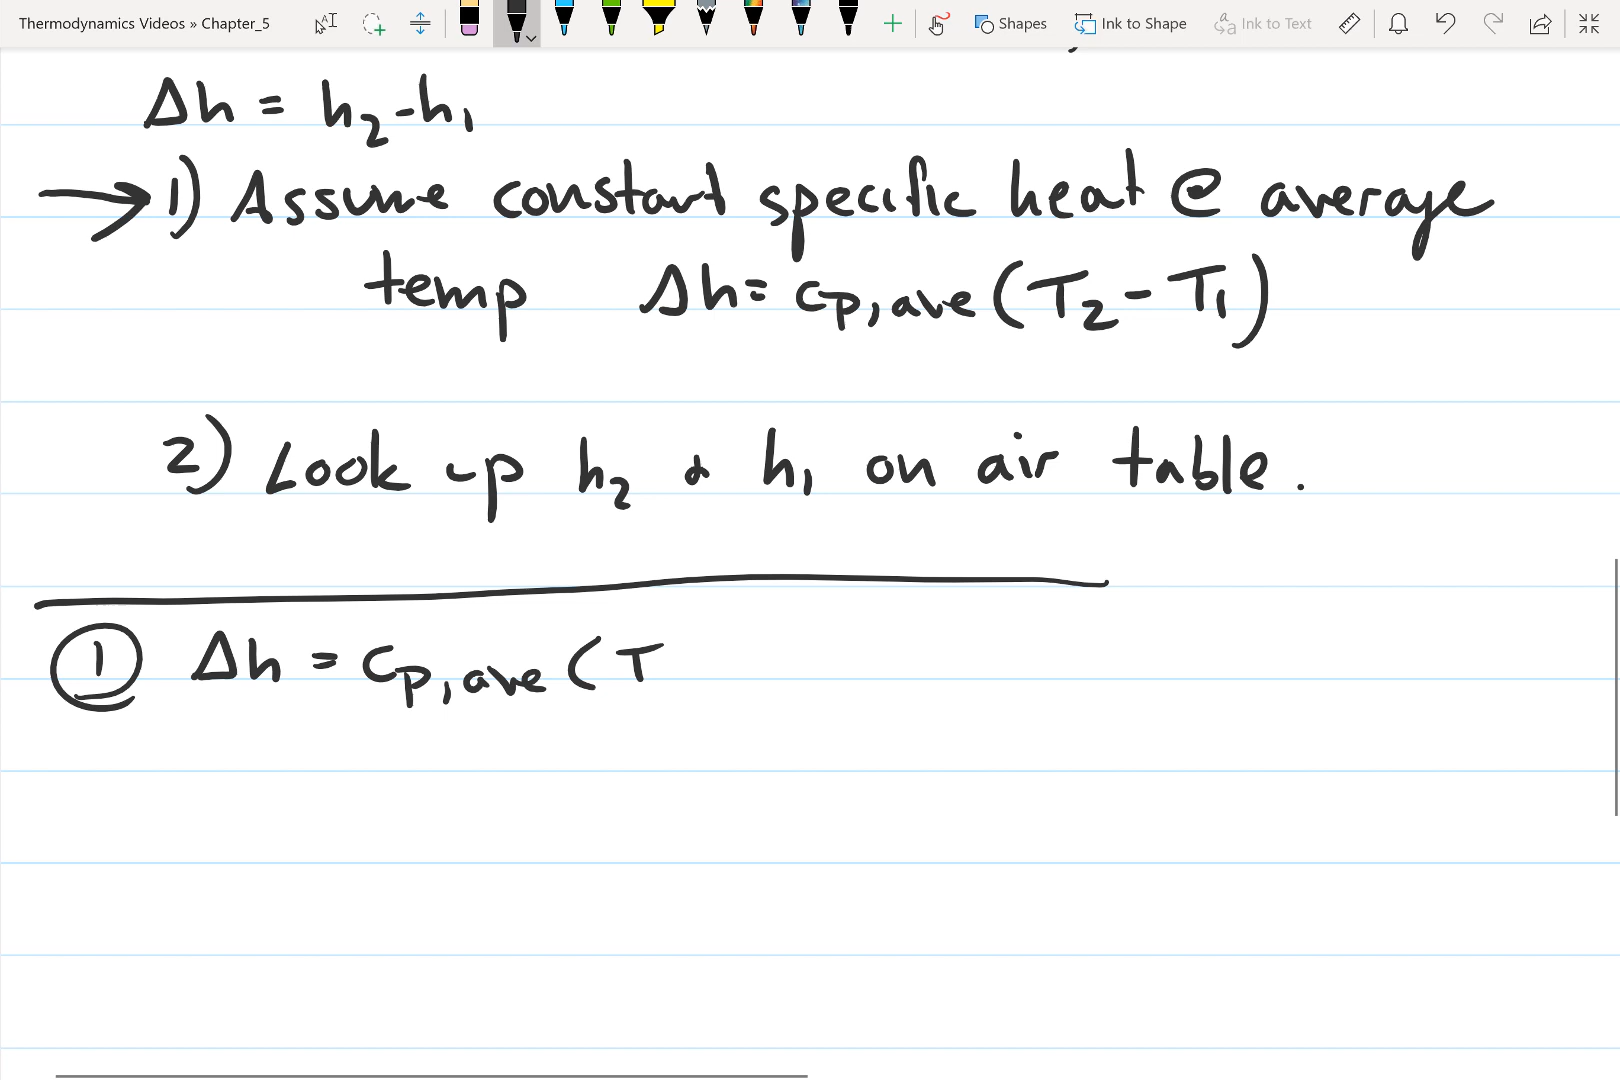 Thermodynamics Videos » Chapter_5 Shapes Ink to Shape Ink to Text
Δh = h₂-h₁
→ 1) Assume constant specific heat @ average
temp Δh= cp,ave (T₂-T₁)
2) Look up h₂ & h₁ on air table.
① Δh = cp,ave (T